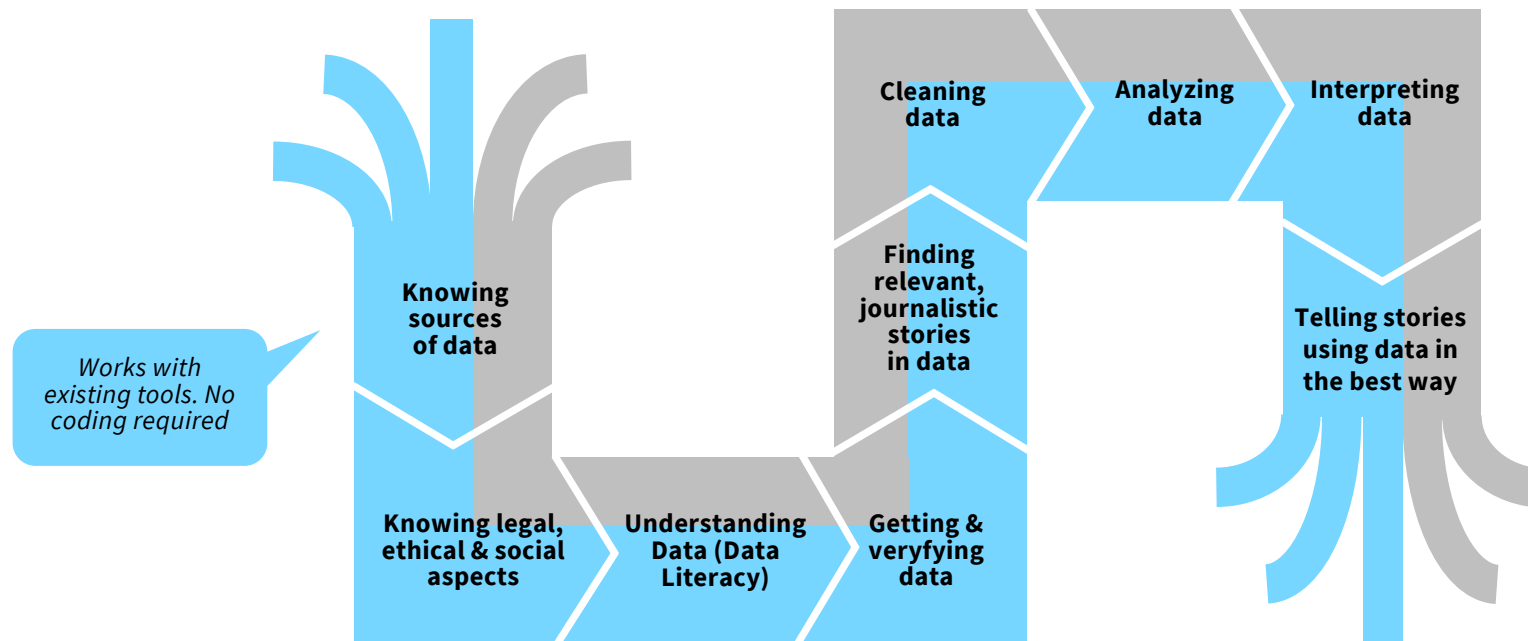 Works with
existing tools. No
coding required
Knowing
sources
of data
Knowing legal,
ethical & social
aspects
Understanding
Data (Data
Literacy)
Getting &
veryfying
data
Finding
relevant,
journalistic
stories
in data
Cleaning
data
Analyzing
data
Interpreting
data
Telling stories
using data in
the best way